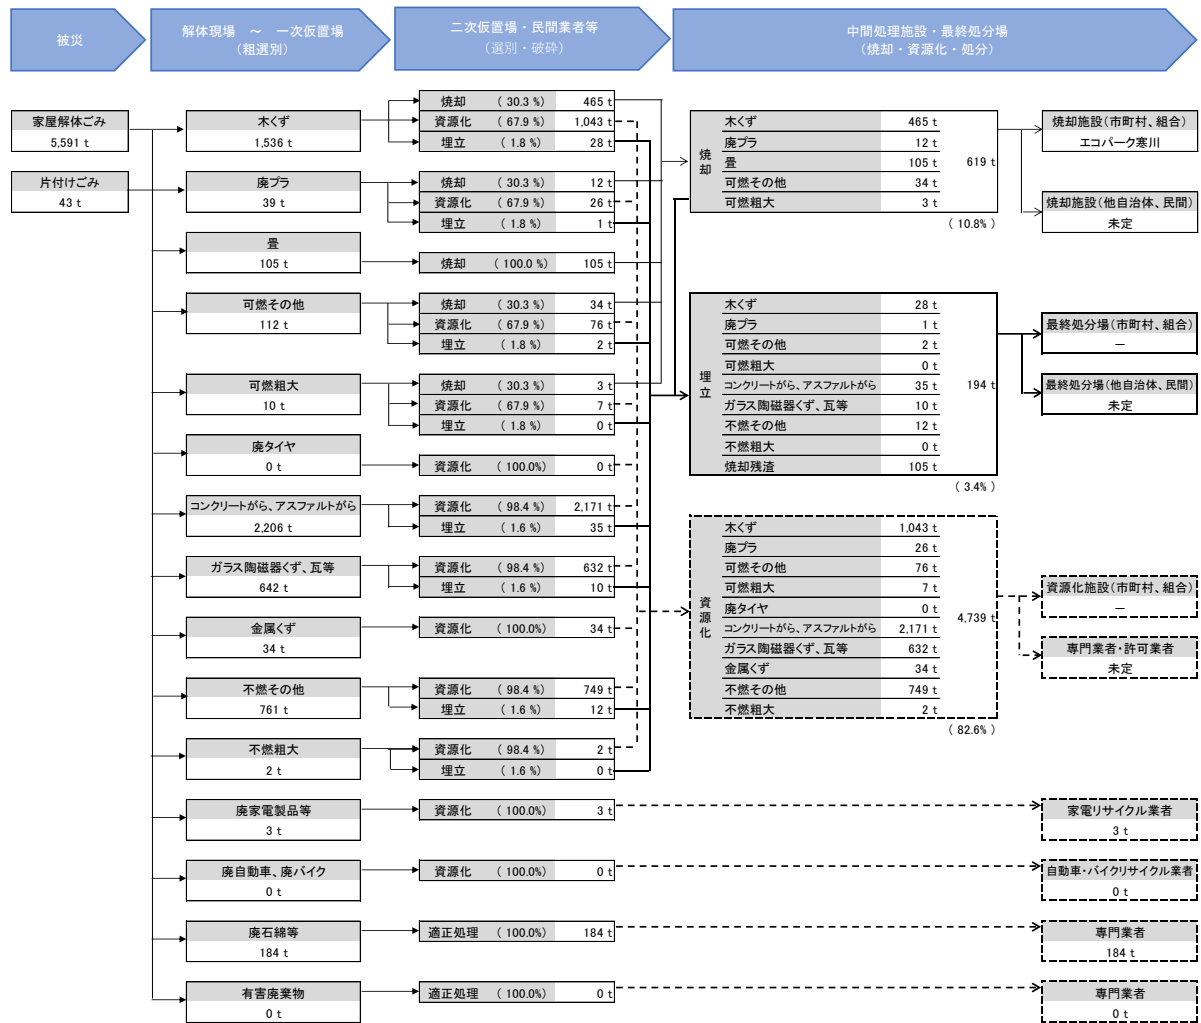 被災
解体現場　～　一次仮置場
（粗選別）
二次仮置場・民間業者等
（選別・破砕）
中間処理施設・最終処分場
（焼却・資源化・処分）
家屋解体ごみ
5,591 t
片付けごみ
43 t
木くず
1,536 t
焼却 （ 30.3 %） 465 t
資源化 （ 67.9 %） 1,043 t
埋立 （ 1.8 %） 28 t
廃プラ
39 t
焼却 （ 30.3 %） 12 t
資源化 （ 67.9 %） 26 t
埋立 （ 1.8 %） 1 t
畳
105 t
焼却 （ 100.0 %） 105 t
可燃その他
112 t
焼却 （ 30.3 %） 34 t
資源化 （ 67.9 %） 76 t
埋立 （ 1.8 %） 2 t
可燃粗大
10 t
焼却 （ 30.3 %） 3 t
資源化 （ 67.9 %） 7 t
埋立 （ 1.8 %） 0 t
廃タイヤ
0 t
資源化 （ 100.0%） 0 t
コンクリートがら、アスファルトがら
2,206 t
資源化 （ 98.4 %） 2,171 t
埋立 （ 1.6 %） 35 t
ガラス陶磁器くず、瓦等
642 t
資源化 （ 98.4 %） 632 t
埋立 （ 1.6 %） 10 t
金属くず
34 t
資源化 （ 100.0%） 34 t
不燃その他
761 t
資源化 （ 98.4 %） 749 t
埋立 （ 1.6 %） 12 t
不燃粗大
2 t
資源化 （ 98.4 %） 2 t
埋立 （ 1.6 %） 0 t
廃家電製品等
3 t
資源化 （ 100.0%） 3 t
廃自動車、廃バイク
0 t
資源化 （ 100.0%） 0 t
廃石綿等
184 t
適正処理 （ 100.0%） 184 t
有害廃棄物
0 t
適正処理 （ 100.0%） 0 t
焼却
木くず 465 t
廃プラ 12 t
畳 105 t
可燃その他 34 t
可燃粗大 3 t
619 t
（ 10.8% ）
埋立
木くず 28 t
廃プラ 1 t
可燃その他 2 t
可燃粗大 0 t
コンクリートがら、アスファルトがら 35 t
ガラス陶磁器くず、瓦等 10 t
不燃その他 12 t
不燃粗大 0 t
焼却残渣 105 t
194 t
（ 3.4% ）
資源化
木くず 1,043 t
廃プラ 26 t
可燃その他 76 t
可燃粗大 7 t
廃タイヤ 0 t
コンクリートがら、アスファルトがら 2,171 t
ガラス陶磁器くず、瓦等 632 t
金属くず 34 t
不燃その他 749 t
不燃粗大 2 t
4,739 t
（ 82.6% ）
焼却施設（市町村、組合）
エコパーク寒川
焼却施設（他自治体、民間）
未定
最終処分場（市町村、組合）
－
最終処分場（他自治体、民間）
未定
資源化施設（市町村、組合）
－
専門業者・許可業者
未定
家電リサイクル業者
3 t
自動車・バイクリサイクル業者
0 t
専門業者
184 t
専門業者
0 t